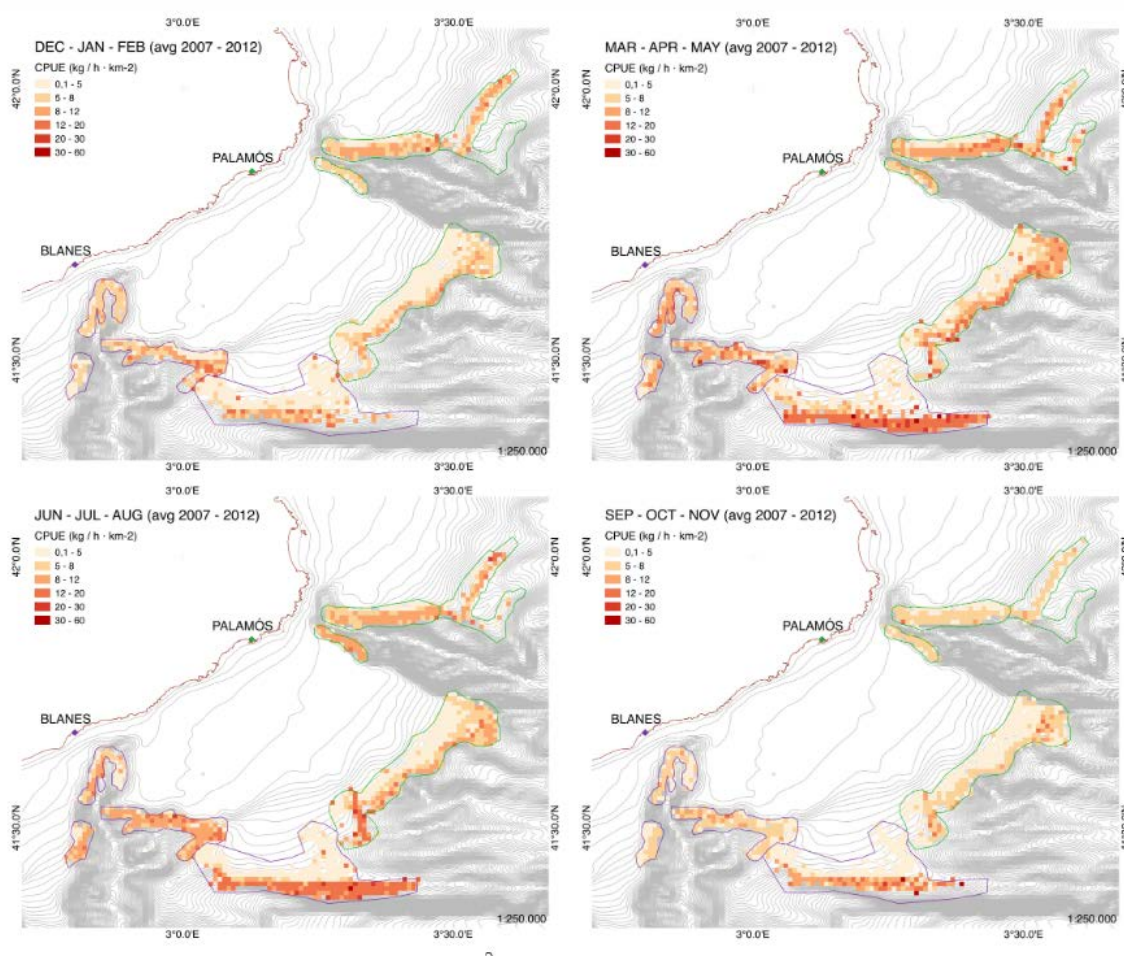 3°0.0'E
3°30.0'E
DEC - JAN - FEB (avg 2007 - 2012)
CPUE (kg / h · km-2)
0,1 - 5
5 - 8
8 - 12
12 - 20
20 - 30
30 - 60
42°0.0'N
PALAMÓS
BLANES
41°30.0'N
1:250.000
3°0.0'E
3°30.0'E
3°30.0'E
MAR - APR - MAY (avg 2007 - 2012)
CPUE (kg / h · km-2)
0,1 - 5
5 - 8
8 - 12
12 - 20
20 - 30
30 - 60
PALAMÓS
BLANES
1:250.000
3°0.0'E
3°30.0'E
3°0.0'E
3°30.0'E
JUN - JUL - AUG (avg 2007 - 2012)
CPUE (kg / h · km-2)
0,1 - 5
5 - 8
8 - 12
12 - 20
20 - 30
30 - 60
42°0.0'N
PALAMÓS
BLANES
41°30.0'N
1:250.000
3°0.0'E
3°30.0'E
3°0.0'E
3°30.0'E
SEP - OCT - NOV (avg 2007 - 2012)
CPUE (kg / h · km-2)
0,1 - 5
5 - 8
8 - 12
12 - 20
20 - 30
30 - 60
42°0.0'N
PALAMÓS
BLANES
41°30.0'N
1:250.000
3°0.0'E
3°30.0'E